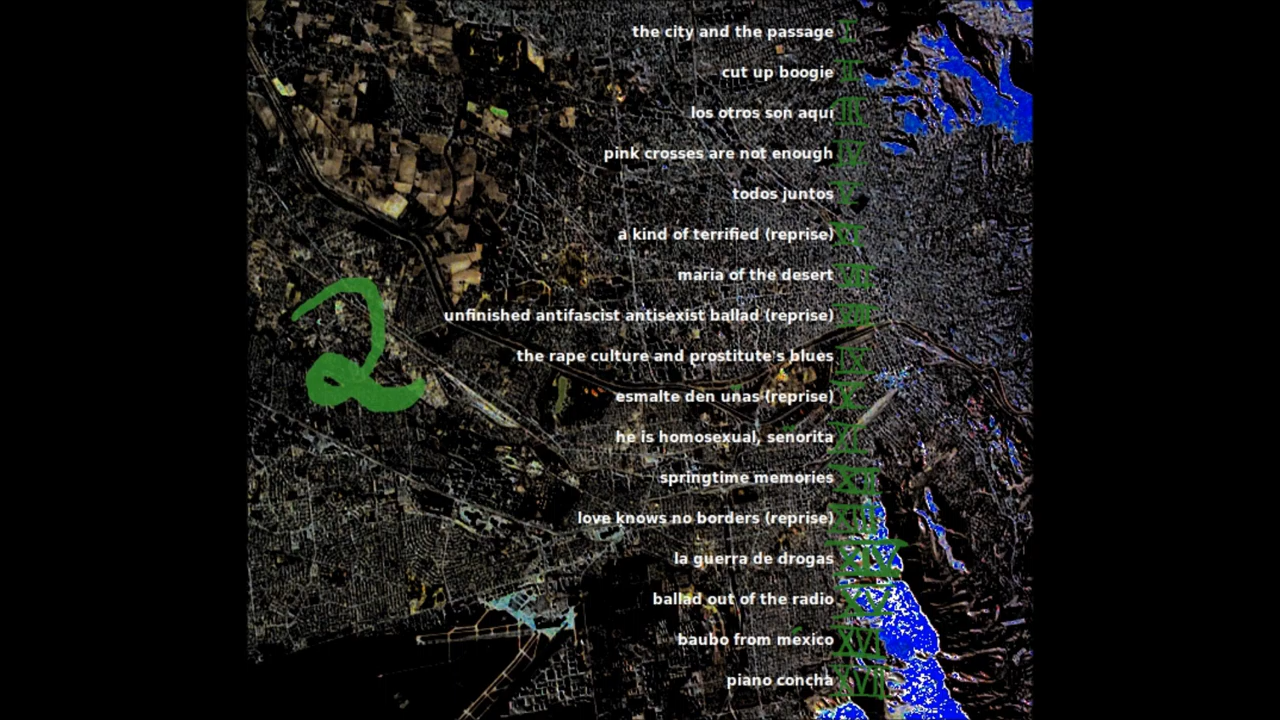 the city and the passage I
cut up boogie II
los otros son aquí III
pink crosses are not enough IV
todos juntos V
a kind of terrified (reprise) VI
maria of the desert VII
unfinished antifascist antisexist ballad (reprise) VIII
2
the rape culture and prostitute's blues IX
esmalte den uñas (reprise) X
he is homosexual, señorita XI
springtime memories XII
love knows no borders (reprise) XIII
la guerra de drogas XIV
ballad out of the radio XV
baubo from méxico XVI
piano concha XVII